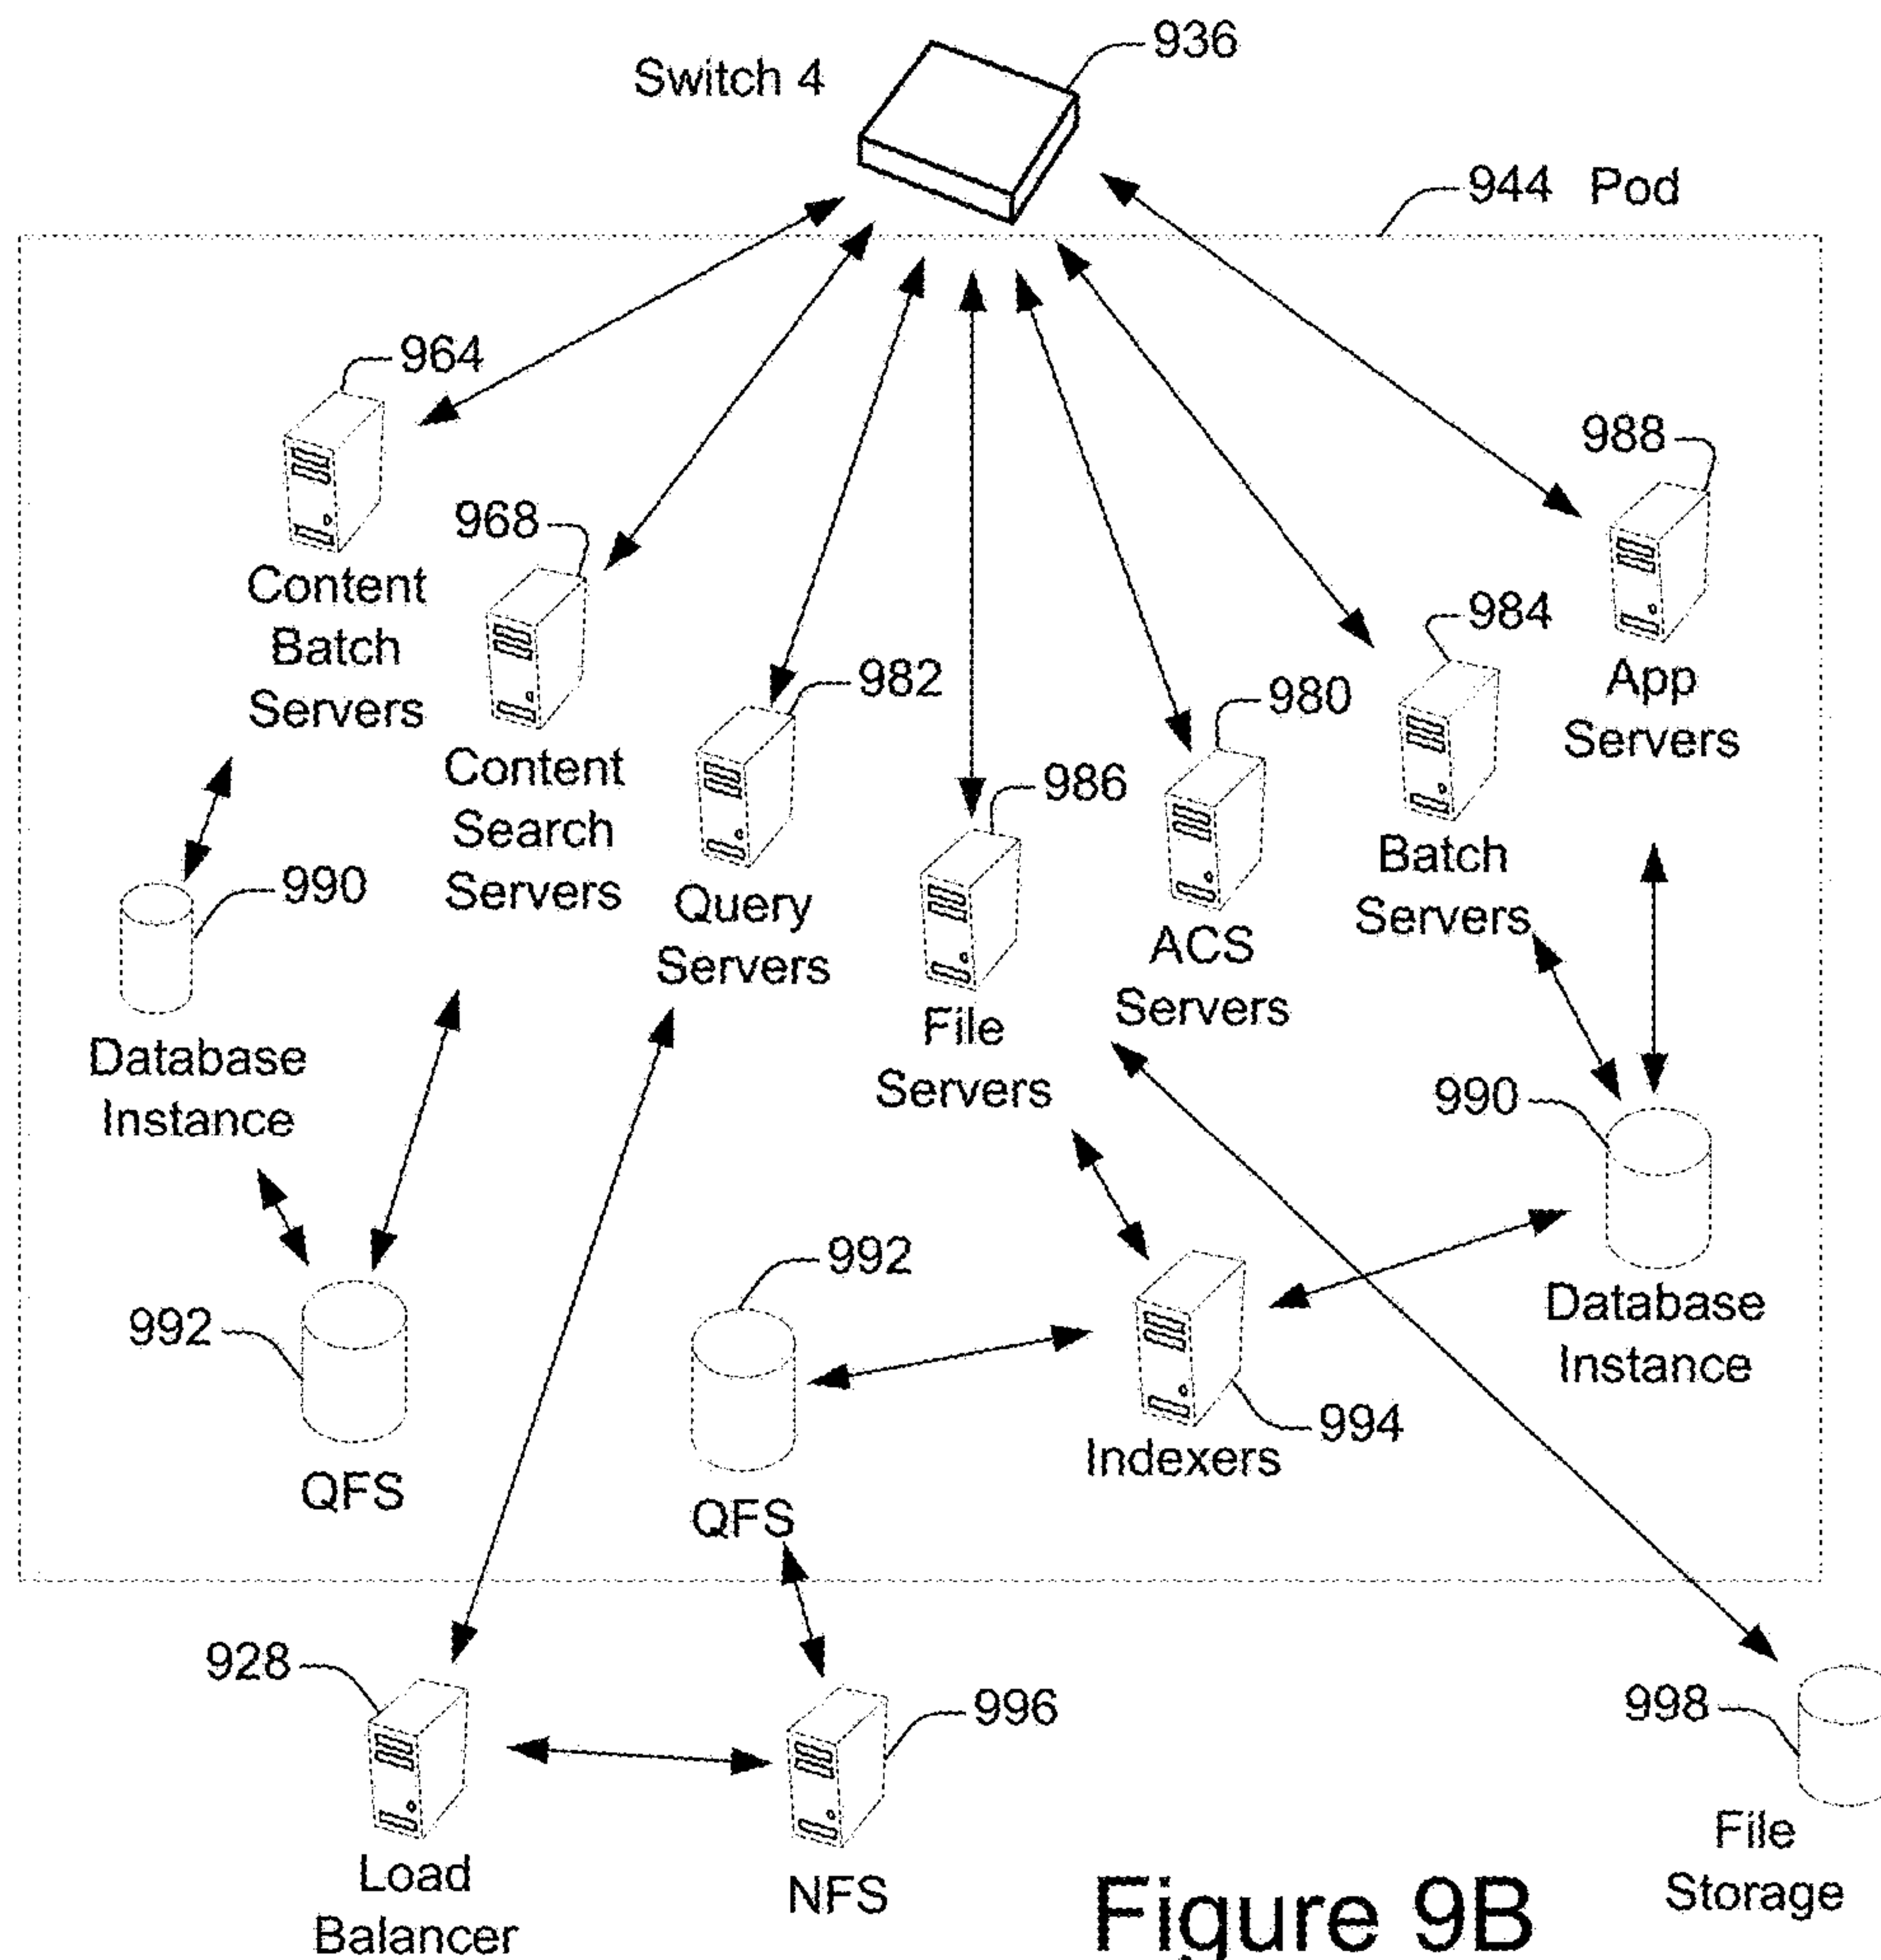 936
Switch 4
944 Pod
964
988
968
Content
Batch
Servers
984
982
980
App
Servers
Content
Search
Servers
986
Batch
Servers
990
Query
Servers
ACS
Servers
File
Servers
Database
Instance
990
992
992
Database
Instance
994
Indexers
QFS
QFS
928
996
998
Load
Balancer
NFS
File
Storage
Figure 9B